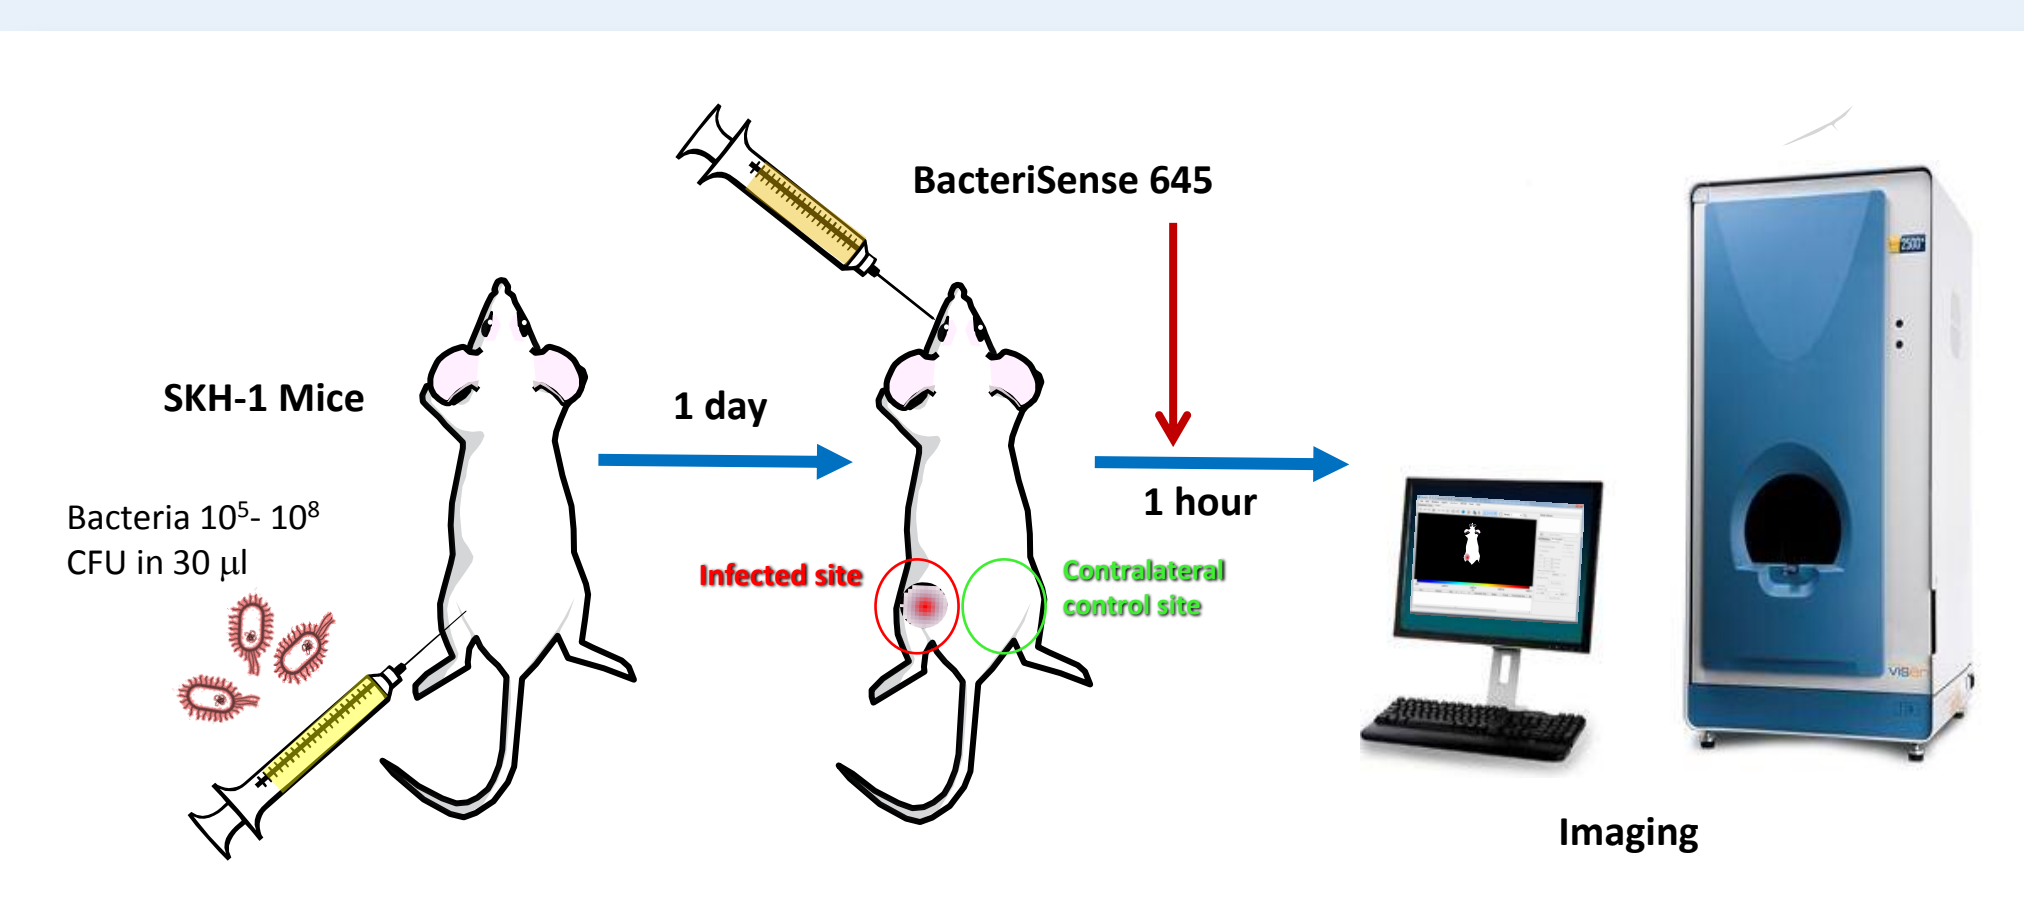 BacteriSense 645
SKH-1 Mice
1 day
Bacteria 10⁵- 10⁸
CFU in 30 μl
1 hour
Infected site
Contralateral
control site
2500+
Imaging